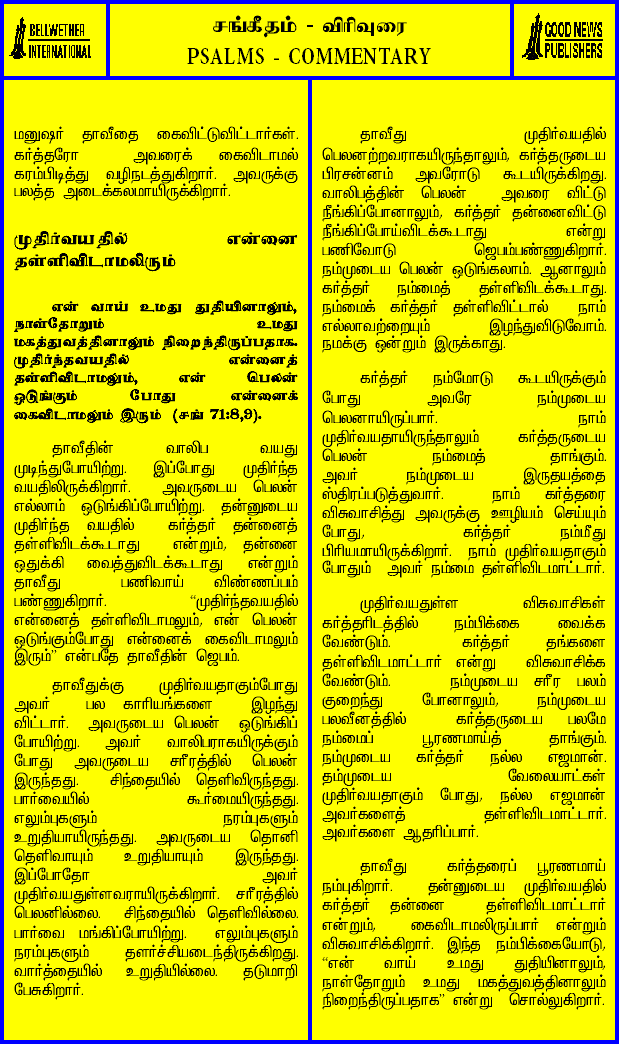 BELLWETHER
INTERNATIONAL
சங்கீதம் - விரிவுரை
PSALMS - COMMENTARY
GOOD NEWS
PUBLISHERS
மனுஷர் தாவீதை கைவிட்டுவிட்டார்கள்.
கர்த்தரோ அவரைக் கைவிடாமல்
கரம்பிடித்து வழிநடத்துகிறார். அவருக்கு
பலத்த அடைக்கலமாயிருக்கிறார்.
முதிர்வயதில் என்னை
தள்ளிவிடாமலிரும்
என் வாய் உமது துதியினாலும்,
நாள்தோறும் உமது
மகத்துவத்தினாலும் நிறைந்திருப்பதாக.
முதிர்ந்தவயதில் என்னைத்
தள்ளிவிடாமலும், என் பெலன்
ஒடுங்கும் போது என்னைக்
கைவிடாமலும் இரும் (சங் 71:8,9).
தாவீதின் வாலிப வயது
முடிந்துபோயிற்று. இப்போது முதிர்ந்த
வயதிலிருக்கிறார். அவருடைய பெலன்
எல்லாம் ஒடுங்கிப்போயிற்று. தன்னுடைய
முதிர்ந்த வயதில் கர்த்தர் தன்னைத்
தள்ளிவிடக்கூடாது என்றும், தன்னை
ஒதுக்கி வைத்துவிடக்கூடாது என்றும்
தாவீது பணிவாய் விண்ணப்பம்
பண்ணுகிறார். “முதிர்ந்தவயதில்
என்னைத் தள்ளிவிடாமலும், என் பெலன்
ஒடுங்கும்போது என்னைக் கைவிடாமலும்
இரும்” என்பதே தாவீதின் ஜெபம்.
தாவீதுக்கு முதிர்வயதாகும்போது
அவர் பல காரியங்களை இழந்து
விட்டார். அவருடைய பெலன் ஒடுங்கிப்
போயிற்று. அவர் வாலிபராகயிருக்கும்
போது அவருடைய சரீரத்தில் பெலன்
இருந்தது. சிந்தையில் தெளிவிருந்தது.
பார்வையில் கூர்மையிருந்தது.
எலும்புகளும் நரம்புகளும்
உறுதியாயிருந்தது. அவருடைய தொனி
தெளிவாயும் உறுதியாயும் இருந்தது.
இப்போதோ அவர்
முதிர்வயதுள்ளவராயிருக்கிறார். சரீரத்தில்
பெலனில்லை. சிந்தையில் தெளிவில்லை.
பார்வை மங்கிப்போயிற்று. எலும்புகளும்
நரம்புகளும் தளர்ச்சியடைந்திருக்கிறது.
வார்த்தையில் உறுதியில்லை. தடுமாறி
பேசுகிறார்.
தாவீது முதிர்வயதில்
பெலனற்றவராகயிருந்தாலும், கர்த்தருடைய
பிரசன்னம் அவரோடு கூடயிருக்கிறது.
வாலிபத்தின் பெலன் அவரை விட்டு
நீங்கிப்போனாலும், கர்த்தர் தன்னைவிட்டு
நீங்கிப்போய்விடக்கூடாது என்று
பணிவோடு ஜெபம்பண்ணுகிறார்.
நம்முடைய பெலன் ஒடுங்கலாம். ஆனாலும்
கர்த்தர் நம்மைத் தள்ளிவிடக்கூடாது.
நம்மைக் கர்த்தர் தள்ளிவிட்டால் நாம்
எல்லாவற்றையும் இழந்துவிடுவோம்.
நமக்கு ஒன்றும் இருக்காது.
கர்த்தர் நம்மோடு கூடயிருக்கும்
போது அவரே நம்முடைய
பெலனாயிருப்பார். நாம்
முதிர்வயதாயிருந்தாலும் கர்த்தருடைய
பெலன் நம்மைத் தாங்கும்.
அவர் நம்முடைய இருதயத்தை
ஸ்திரப்படுத்துவார். நாம் கர்த்தரை
விசுவாசித்து அவருக்கு ஊழியம் செய்யும்
போது, கர்த்தர் நம்மீது
பிரியமாயிருக்கிறார். நாம் முதிர்வயதாகும்
போதும் அவர் நம்மை தள்ளிவிடமாட்டார்.
முதிர்வயதுள்ள விசுவாசிகள்
கர்த்தரிடத்தில் நம்பிக்கை வைக்க
வேண்டும். கர்த்தர் தங்களை
தள்ளிவிடமாட்டார் என்று விசுவாசிக்க
வேண்டும். நம்முடைய சரீர பலம்
குறைந்து போனாலும், நம்முடைய
பலவீனத்தில் கர்த்தருடைய பலமே
நம்மைப் பூரணமாய்த் தாங்கும்.
நம்முடைய கர்த்தர் நல்ல எஜமான்.
தம்முடைய வேலையாட்கள்
முதிர்வயதாகும் போது, நல்ல எஜமான்
அவர்களைத் தள்ளிவிடமாட்டார்.
அவர்களை ஆதரிப்பார்.
தாவீது கர்த்தரைப் பூரணமாய்
நம்புகிறார். தன்னுடைய முதிர்வயதில்
கர்த்தர் தன்னை தள்ளிவிடமாட்டார்
என்றும், கைவிடாமலிருப்பார் என்றும்
விசுவாசிக்கிறார். இந்த நம்பிக்கையோடு,
“என் வாய் உமது துதியினாலும்,
நாள்தோறும் உமது மகத்துவத்தினாலும்
நிறைந்திருப்பதாக” என்று சொல்லுகிறார்.